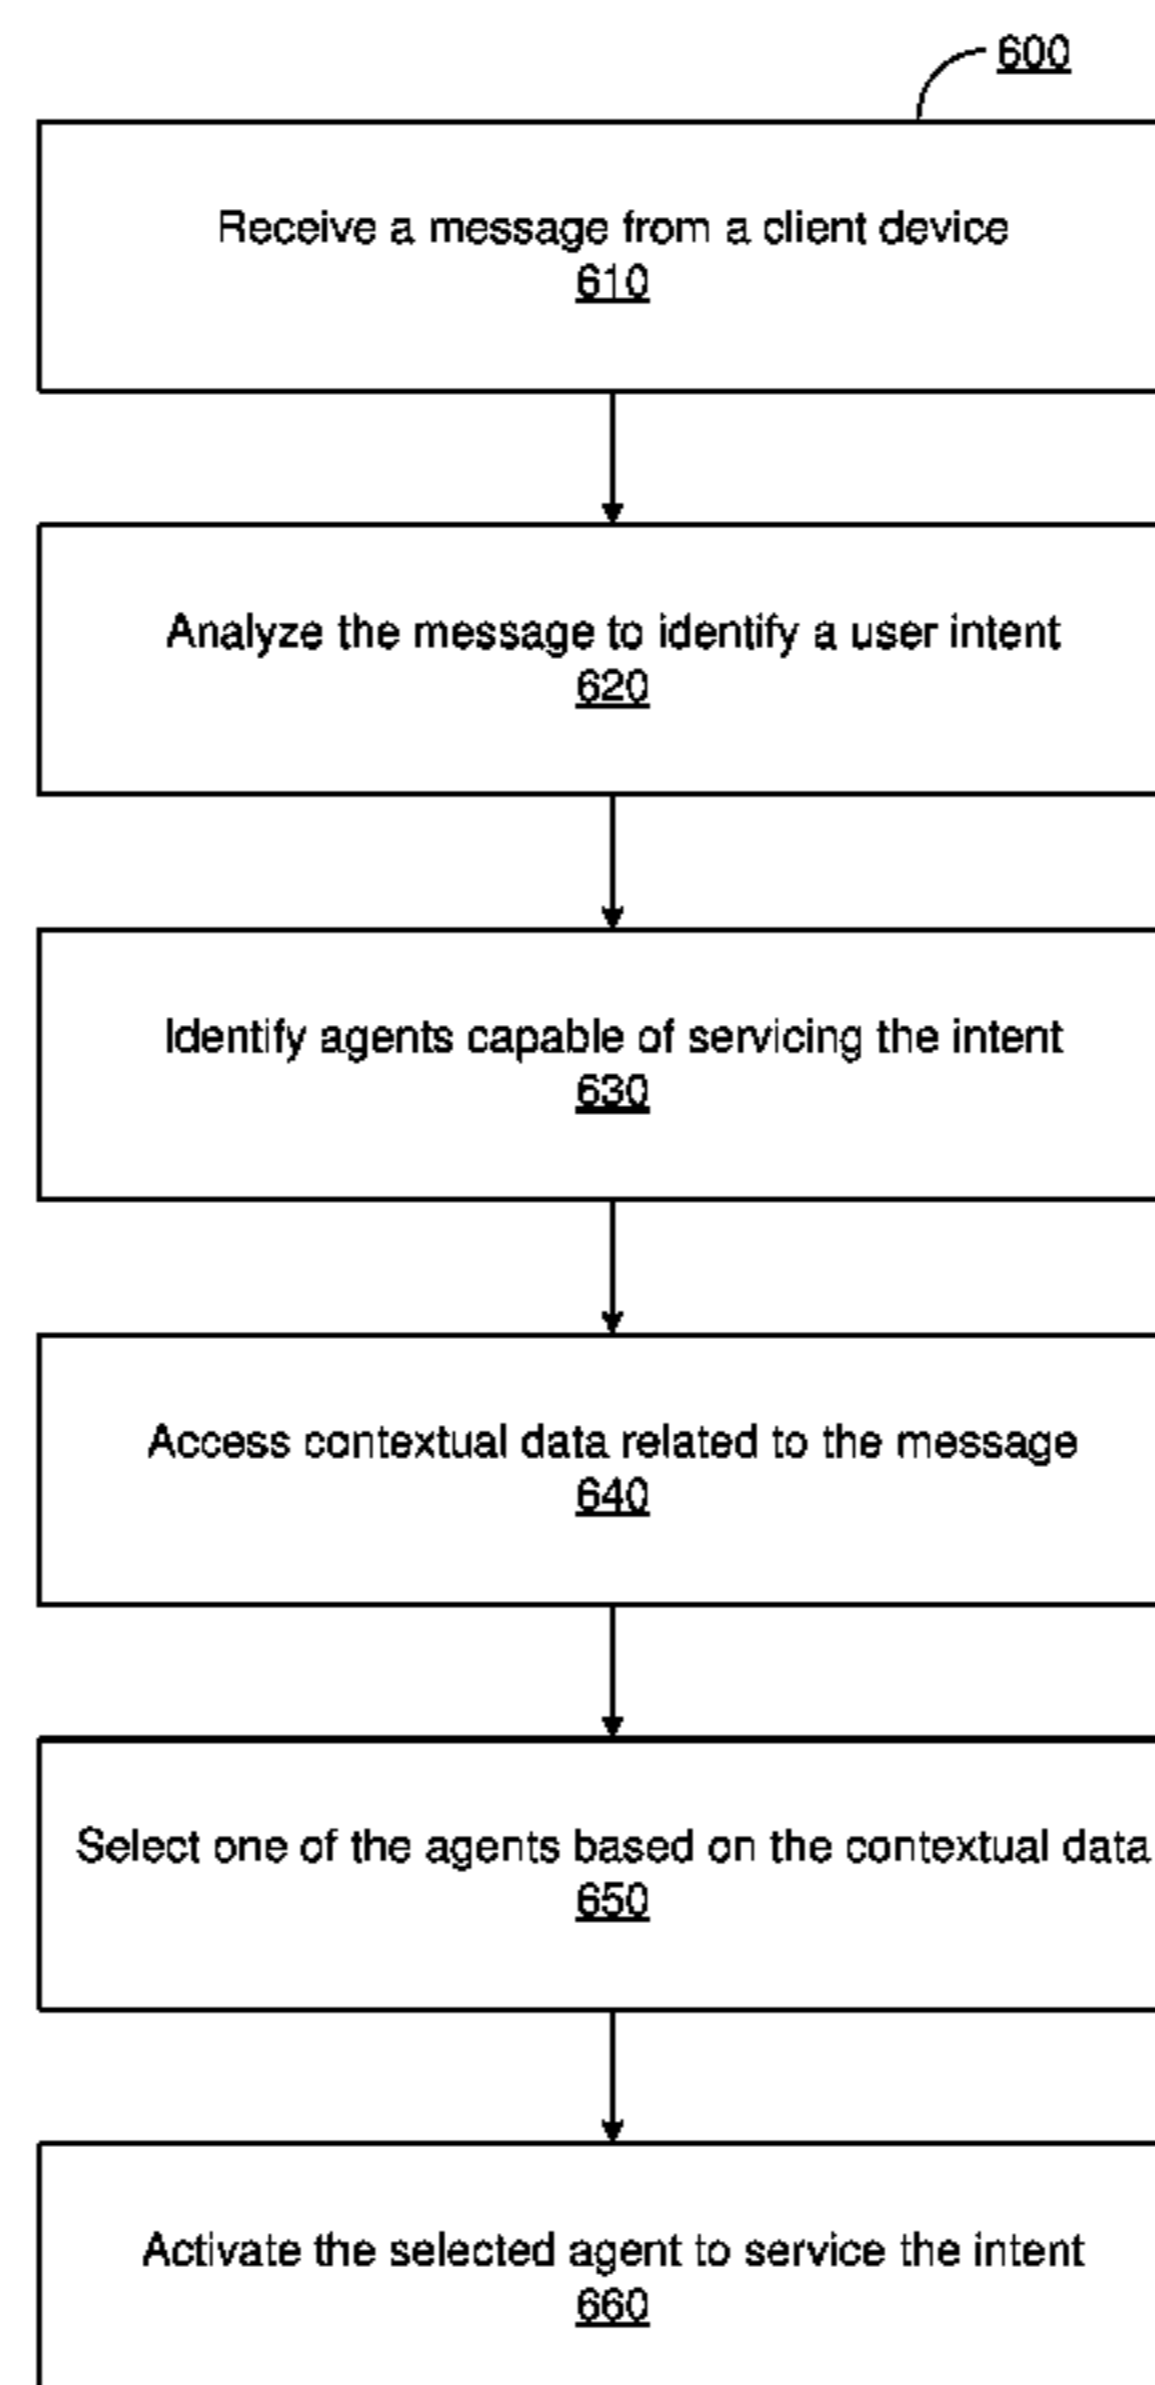 600
Receive a message from a client device
610
Analyze the message to identify a user intent
620
Identify agents capable of servicing the intent
630
Access contextual data related to the message
640
Select one of the agents based on the contextual data
650
Activate the selected agent to service the intent
660